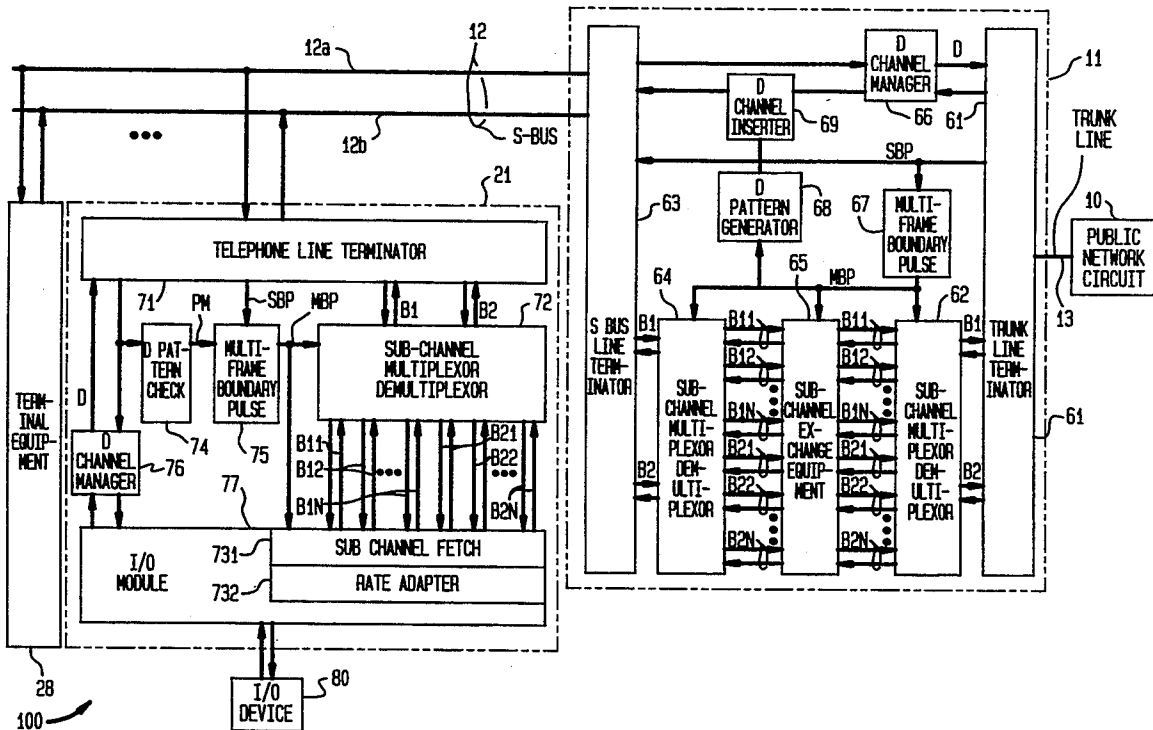 12a
12
12b
S-BUS
21
TELEPHONE LINE TERMINATOR
71
PM
SBP
MBP
B1
B2
72
D PAT-
TERN
CHECK
MULTI-
FRAME
BOUNDARY
PULSE
SUB-CHANNEL
MULTIPLEXOR
DEMULTIPLEXOR
D
74
75
D
CHANNEL
MANAGER
76
77
B11
B12
B1N
B21
B22
B2N
731
732
I/O
MODULE
SUB CHANNEL FETCH
RATE ADAPTER
TERM-
INAL
EQUIP-
MENT
28
100
I/O
DEVICE
80
11
D
CHANNEL
MANAGER
D
66
61
D
CHANNEL
INSERTER
69
SBP
63
D
PATTERN
GENERATOR
68
67
MULTI-
FRAME
BOUNDARY
PULSE
TRUNK
LINE
10
PUBLIC
NETWORK
CIRCUIT
13
64
65
MBP
62
S BUS
LINE
TERM-
INATOR
B1
B2
SUB-
CHANNEL
MULTI-
PLEXOR
DEM-
ULTI-
PLEXOR
B11
B12
B1N
B21
B22
B2N
SUB-
CHANNEL
EX-
CHANGE
EQUIP-
MENT
B11
B12
B1N
B21
B22
B2N
SUB-
CHANNEL
MULTI-
PLEXOR
DEM-
ULTI-
PLEXOR
B1
B2
TRUNK
LINE
TERM-
INATOR
61